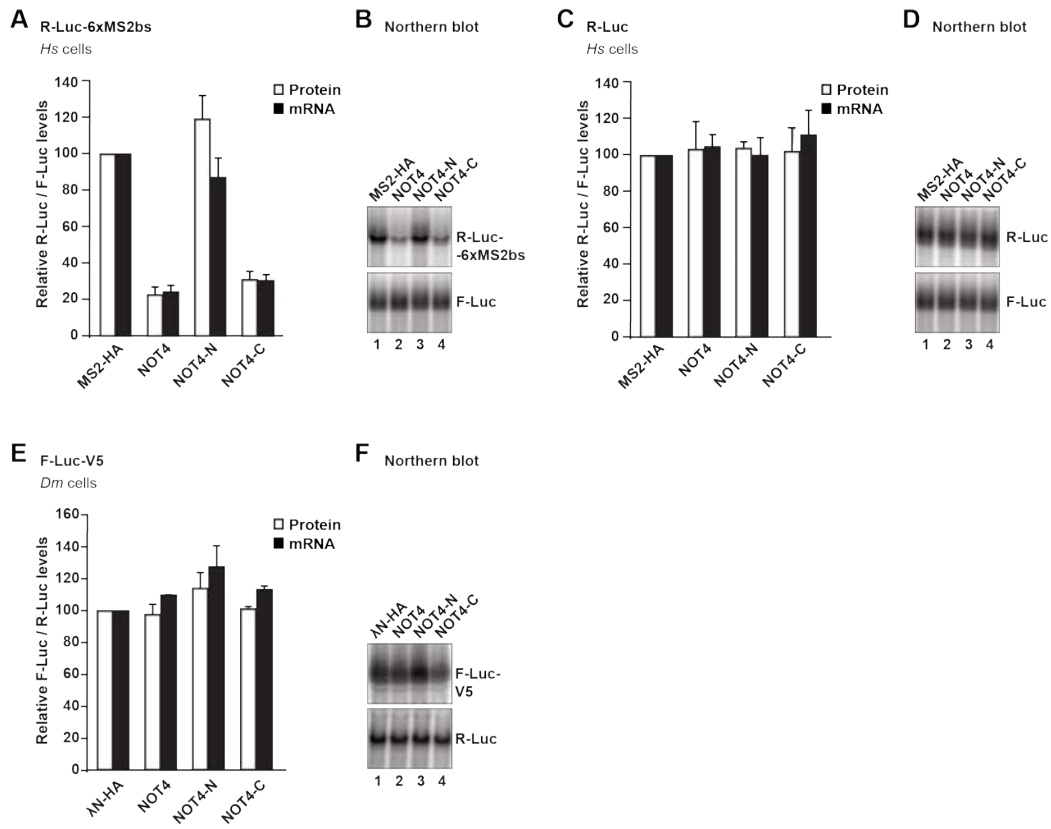 A
R-Luc-6xMS2bs
Hs cells
Relative R-Luc / F-Luc levels
140
120
100
80
60
40
20
0
Protein
mRNA
MS2-HA
NOT4
NOT4-N
NOT4-C
B
Northern blot
MS2-HA
NOT4
NOT4-N
NOT4-C
R-Luc-
-6xMS2bs
F-Luc
1 2 3 4
C
R-Luc
Hs cells
Relative R-Luc / F-Luc levels
140
120
100
80
60
40
20
0
Protein
mRNA
MS2-HA
NOT4
NOT4-N
NOT4-C
D
Northern blot
MS2-HA
NOT4
NOT4-N
NOT4-C
R-Luc
F-Luc
1 2 3 4
E
F-Luc-V5
Dm cells
Relative F-Luc / R-Luc levels
160
140
120
100
80
60
40
20
0
Protein
mRNA
λN-HA
NOT4
NOT4-N
NOT4-C
F
Northern blot
λN-HA
NOT4
NOT4-N
NOT4-C
F-Luc-
V5
R-Luc
1 2 3 4